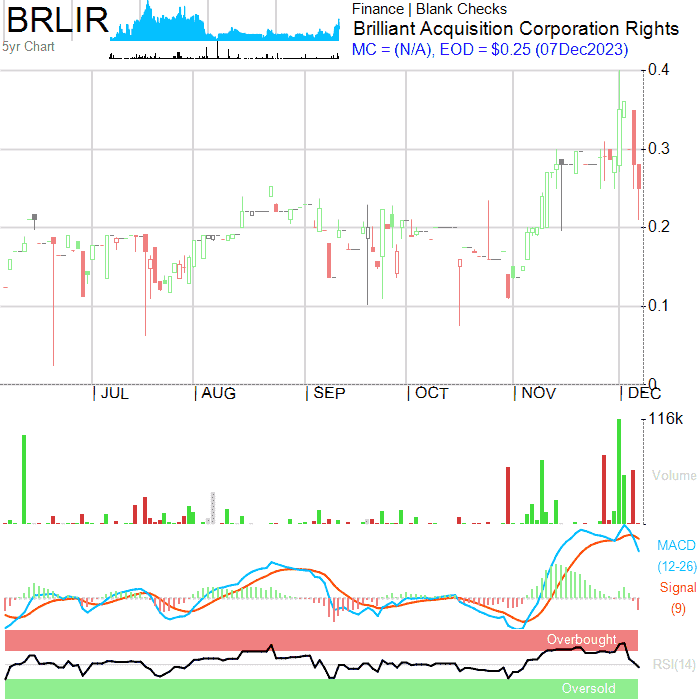 BRLIR
Finance | Blank Checks
Brilliant Acquisition Corporation Rights
5yr Chart
MC = (N/A), EOD = $0.25 (07Dec2023)
0.4
0.3
0.2
0.1
0
JUL AUG SEP OCT NOV DEC
116k
Volume
MACD
(12-26)
Signal
(9)
Overbought
RSI(14)
Oversold